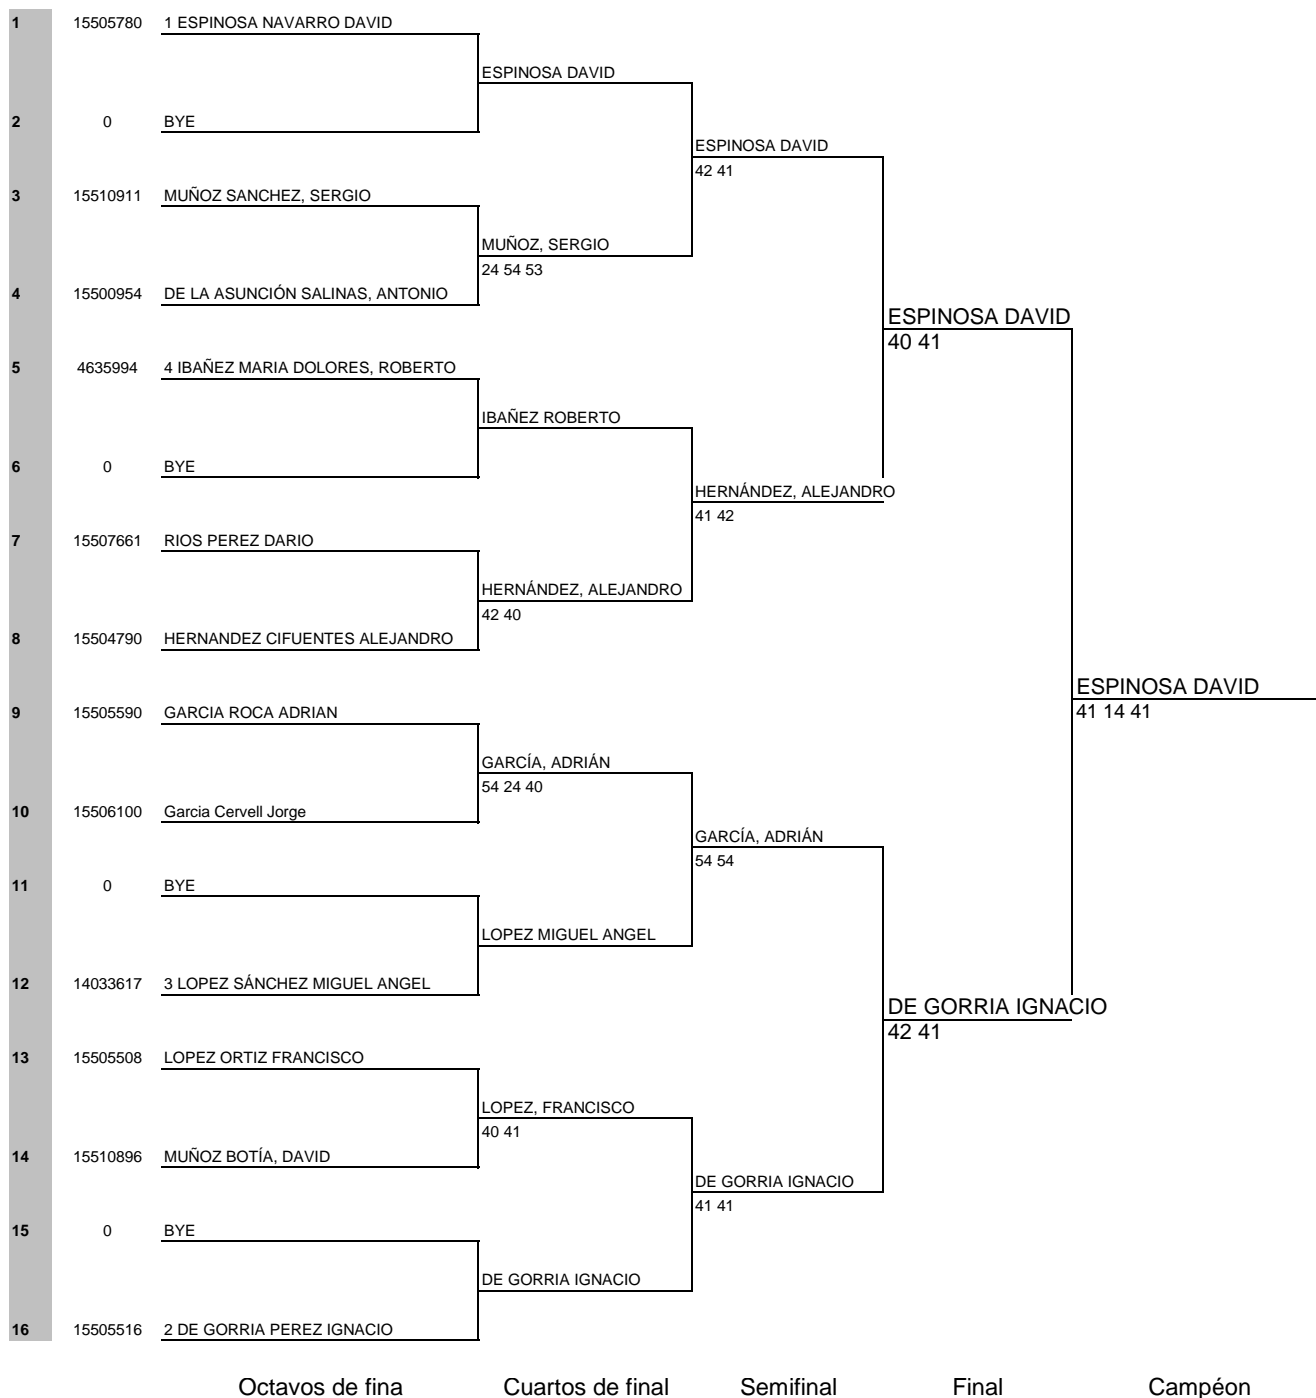 1 15505780 1 ESPINOSA NAVARRO DAVID
ESPINOSA DAVID
2 0 BYE
ESPINOSA DAVID
42 41
3 15510911 MUÑOZ SANCHEZ, SERGIO
MUÑOZ, SERGIO
24 54 53
4 15500954 DE LA ASUNCIÓN SALINAS, ANTONIO
ESPINOSA DAVID
40 41
5 4635994 4 IBAÑEZ MARIA DOLORES, ROBERTO
IBAÑEZ ROBERTO
6 0 BYE
HERNÁNDEZ, ALEJANDRO
41 42
7 15507661 RIOS PEREZ DARIO
HERNÁNDEZ, ALEJANDRO
42 40
8 15504790 HERNANDEZ CIFUENTES ALEJANDRO
ESPINOSA DAVID
41 14 41
9 15505590 GARCIA ROCA ADRIAN
GARCÍA, ADRIÁN
54 24 40
10 15506100 Garcia Cervell Jorge
GARCÍA, ADRIÁN
54 54
11 0 BYE
LOPEZ MIGUEL ANGEL
12 14033617 3 LOPEZ SÁNCHEZ MIGUEL ANGEL
DE GORRIA IGNACIO
42 41
13 15505508 LOPEZ ORTIZ FRANCISCO
LOPEZ, FRANCISCO
40 41
14 15510896 MUÑOZ BOTÍA, DAVID
DE GORRIA IGNACIO
41 41
15 0 BYE
DE GORRIA IGNACIO
16 15505516 2 DE GORRIA PEREZ IGNACIO
Octavos de fina Cuartos de final Semifinal Final Campéon